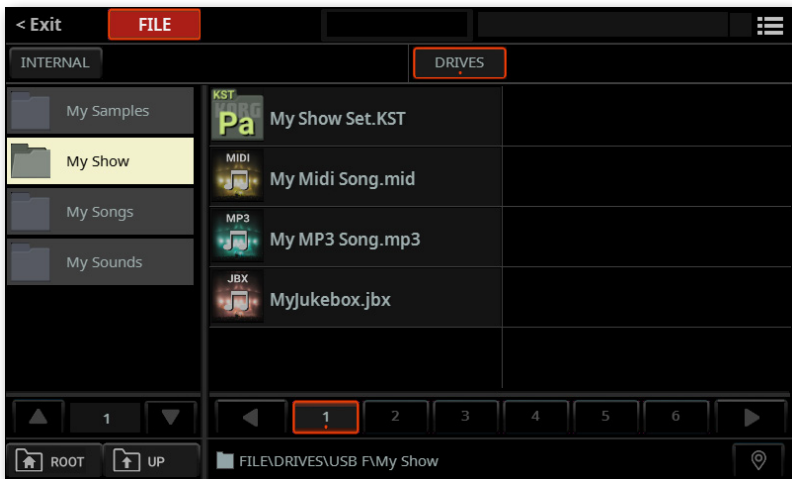 < Exit FILE
INTERNAL DRIVES
My Samples
My Show
My Songs
My Sounds
KST
KORG
Pa
My Show Set.KST
MIDI
My Midi Song.mid
MP3
My MP3 Song.mp3
JBX
MyJukebox.jbx
1
1 2 3 4 5 6
ROOT UP FILE\DRIVES\USB F\My Show